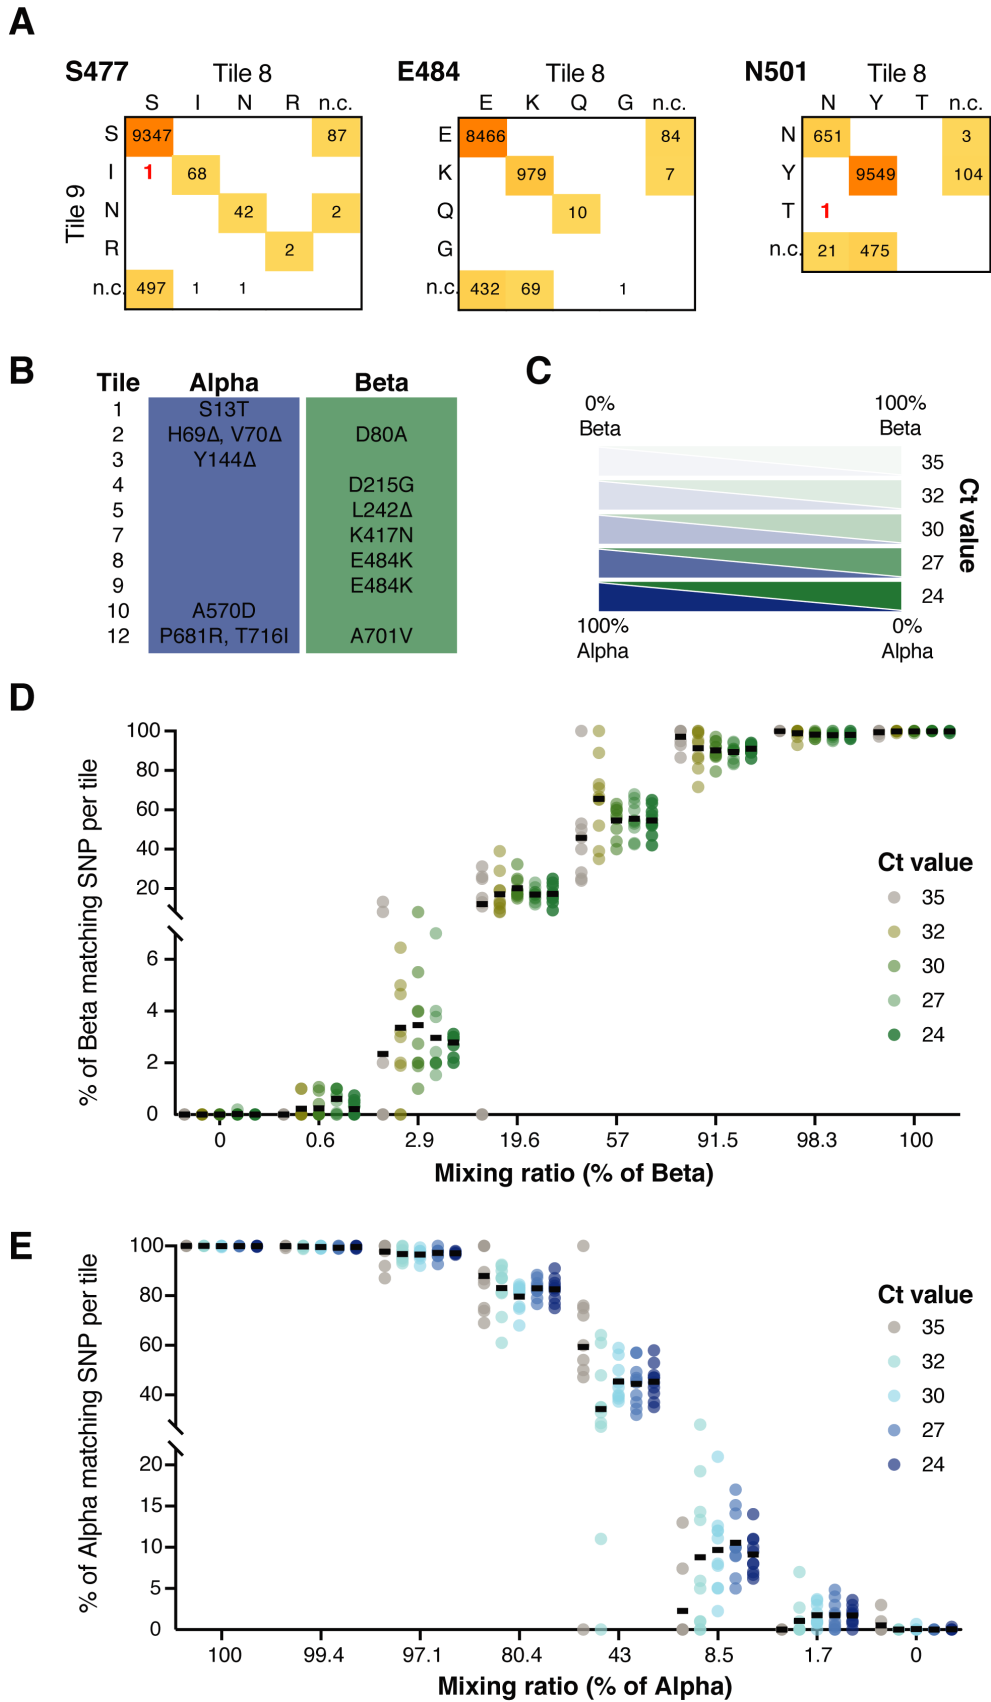 A
S477 Tile 8
S I N R n.c.
Tile 9
S 9347 87
I 1 68
N 42 2
R 2
n.c. 497 1 1
E484 Tile 8
E K Q G n.c.
E 8466 84
K 979 7
Q 10
G
n.c. 432 69 1
N501 Tile 8
N Y T n.c.
N 651 3
Y 9549 104
T 1
n.c. 21 475
B
Tile Alpha Beta
1 S13T
2 H69Δ, V70Δ D80A
3 Y144Δ
4 D215G
5 L242Δ
7 K417N
8 E484K
9 E484K
10 A570D
12 P681R, T716I A701V
C
0% Beta
100% Beta
35
32
30
27
24
Ct value
100% Alpha
0% Alpha
D
% of Beta matching SNP per tile
100
80
60
40
20
6
4
2
0
0 0.6 2.9 19.6 57 91.5 98.3 100
Mixing ratio (% of Beta)
Ct value
35
32
30
27
24
E
% of Alpha matching SNP per tile
100
80
60
40
20
15
10
5
0
100 99.4 97.1 80.4 43 8.5 1.7 0
Mixing ratio (% of Alpha)
Ct value
35
32
30
27
24